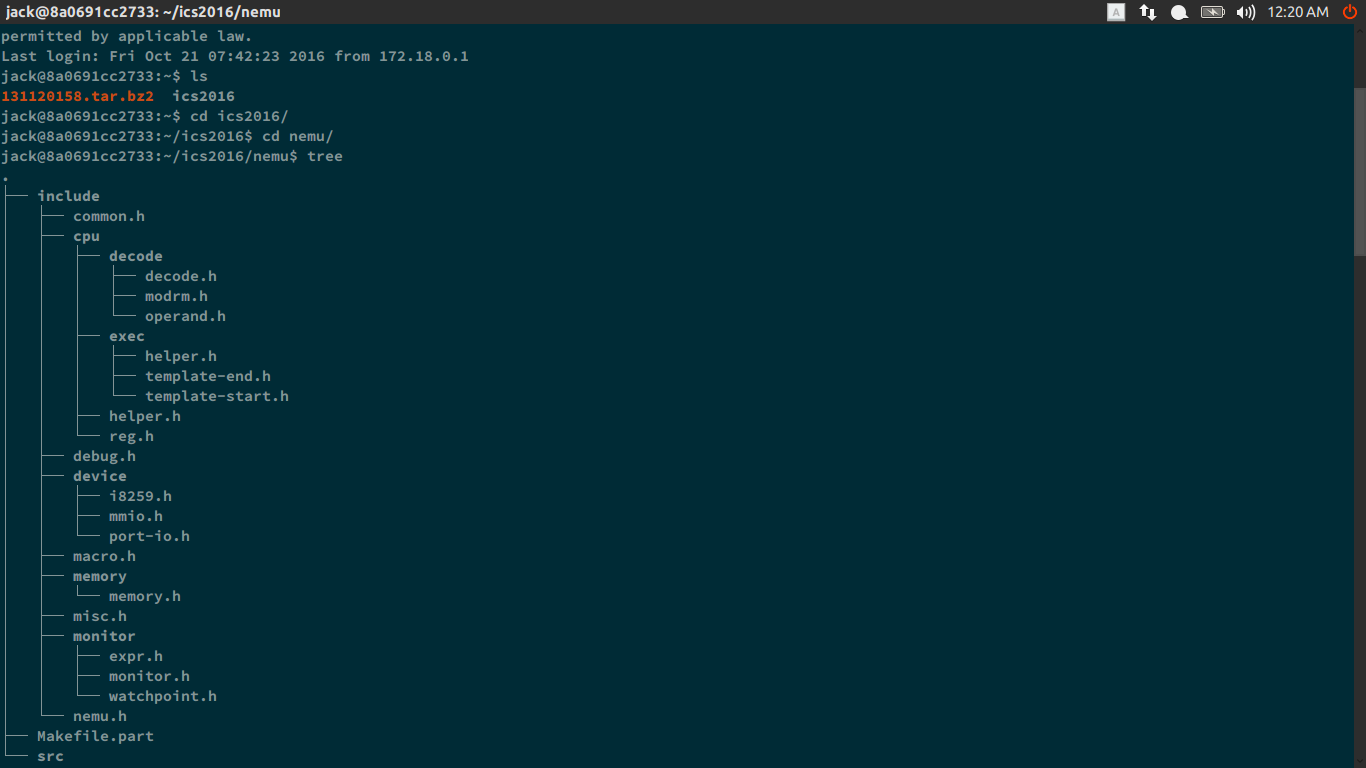 jack@8a0691cc2733: ~/ics2016/nemu
A
12:20 AM
permitted by applicable law.
Last login: Fri Oct 21 07:42:23 2016 from 172.18.0.1
jack@8a0691cc2733:~$ ls
131120158.tar.bz2  ics2016
jack@8a0691cc2733:~$ cd ics2016/
jack@8a0691cc2733:~/ics2016$ cd nemu/
jack@8a0691cc2733:~/ics2016/nemu$ tree
.
├── include
│   ├── common.h
│   ├── cpu
│   │   ├── decode
│   │   │   ├── decode.h
│   │   │   ├── modrm.h
│   │   │   └── operand.h
│   │   ├── exec
│   │   │   ├── helper.h
│   │   │   ├── template-end.h
│   │   │   └── template-start.h
│   │   ├── helper.h
│   │   └── reg.h
│   ├── debug.h
│   ├── device
│   │   ├── i8259.h
│   │   ├── mmio.h
│   │   └── port-io.h
│   ├── macro.h
│   ├── memory
│   │   └── memory.h
│   ├── misc.h
│   ├── monitor
│   │   ├── expr.h
│   │   ├── monitor.h
│   │   └── watchpoint.h
│   └── nemu.h
├── Makefile.part
└── src